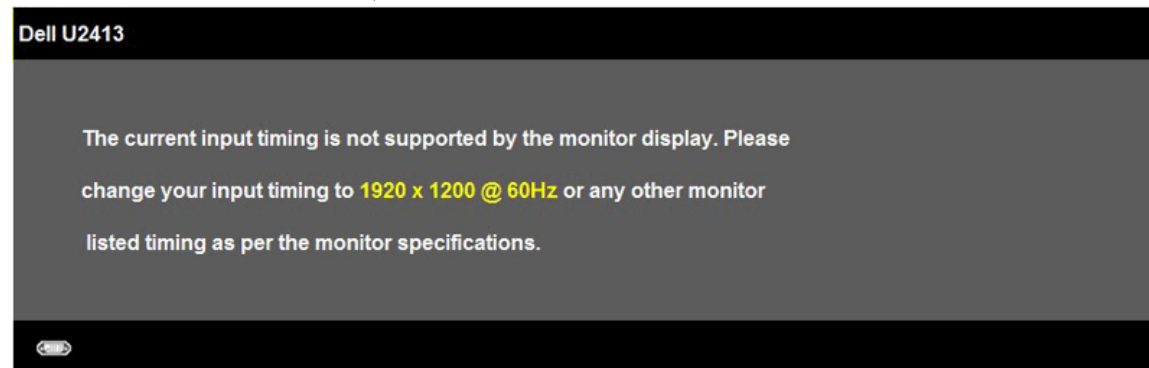 Dell U2413
The current input timing is not supported by the monitor display. Please
change your input timing to 1920 x 1200 @ 60Hz or any other monitor
listed timing as per the monitor specifications.